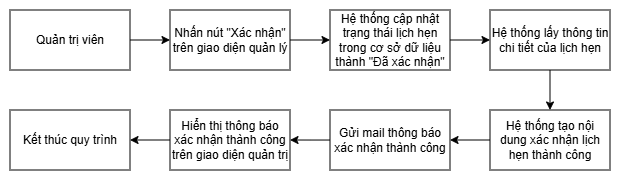 Quản trị viên
Nhấn nút "Xác nhận"
trên giao diện quản lý
Hệ thống cập nhật
trạng thái lịch hẹn
trong cơ sở dữ liệu
thành "Đã xác nhận"
Hệ thống lấy thông tin
chi tiết của lịch hẹn
Hệ thống tạo nội
dung xác nhận lịch
hẹn thành công
Gửi mail thông báo
xác nhận thành công
Hiển thị thông báo
xác nhận thành công
trên giao diện quản trị
Kết thúc quy trình